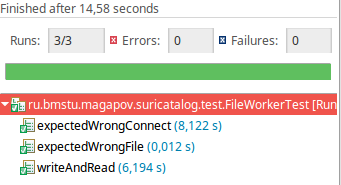 Finished after 14,58 seconds
Runs: 3/3 Errors: 0 Failures: 0
ru.bmstu.magapov.suricatalog.test.FileWorkerTest [Run
expectedWrongConnect (8,122 s)
expectedWrongFile (0,012 s)
writeAndRead (6,194 s)